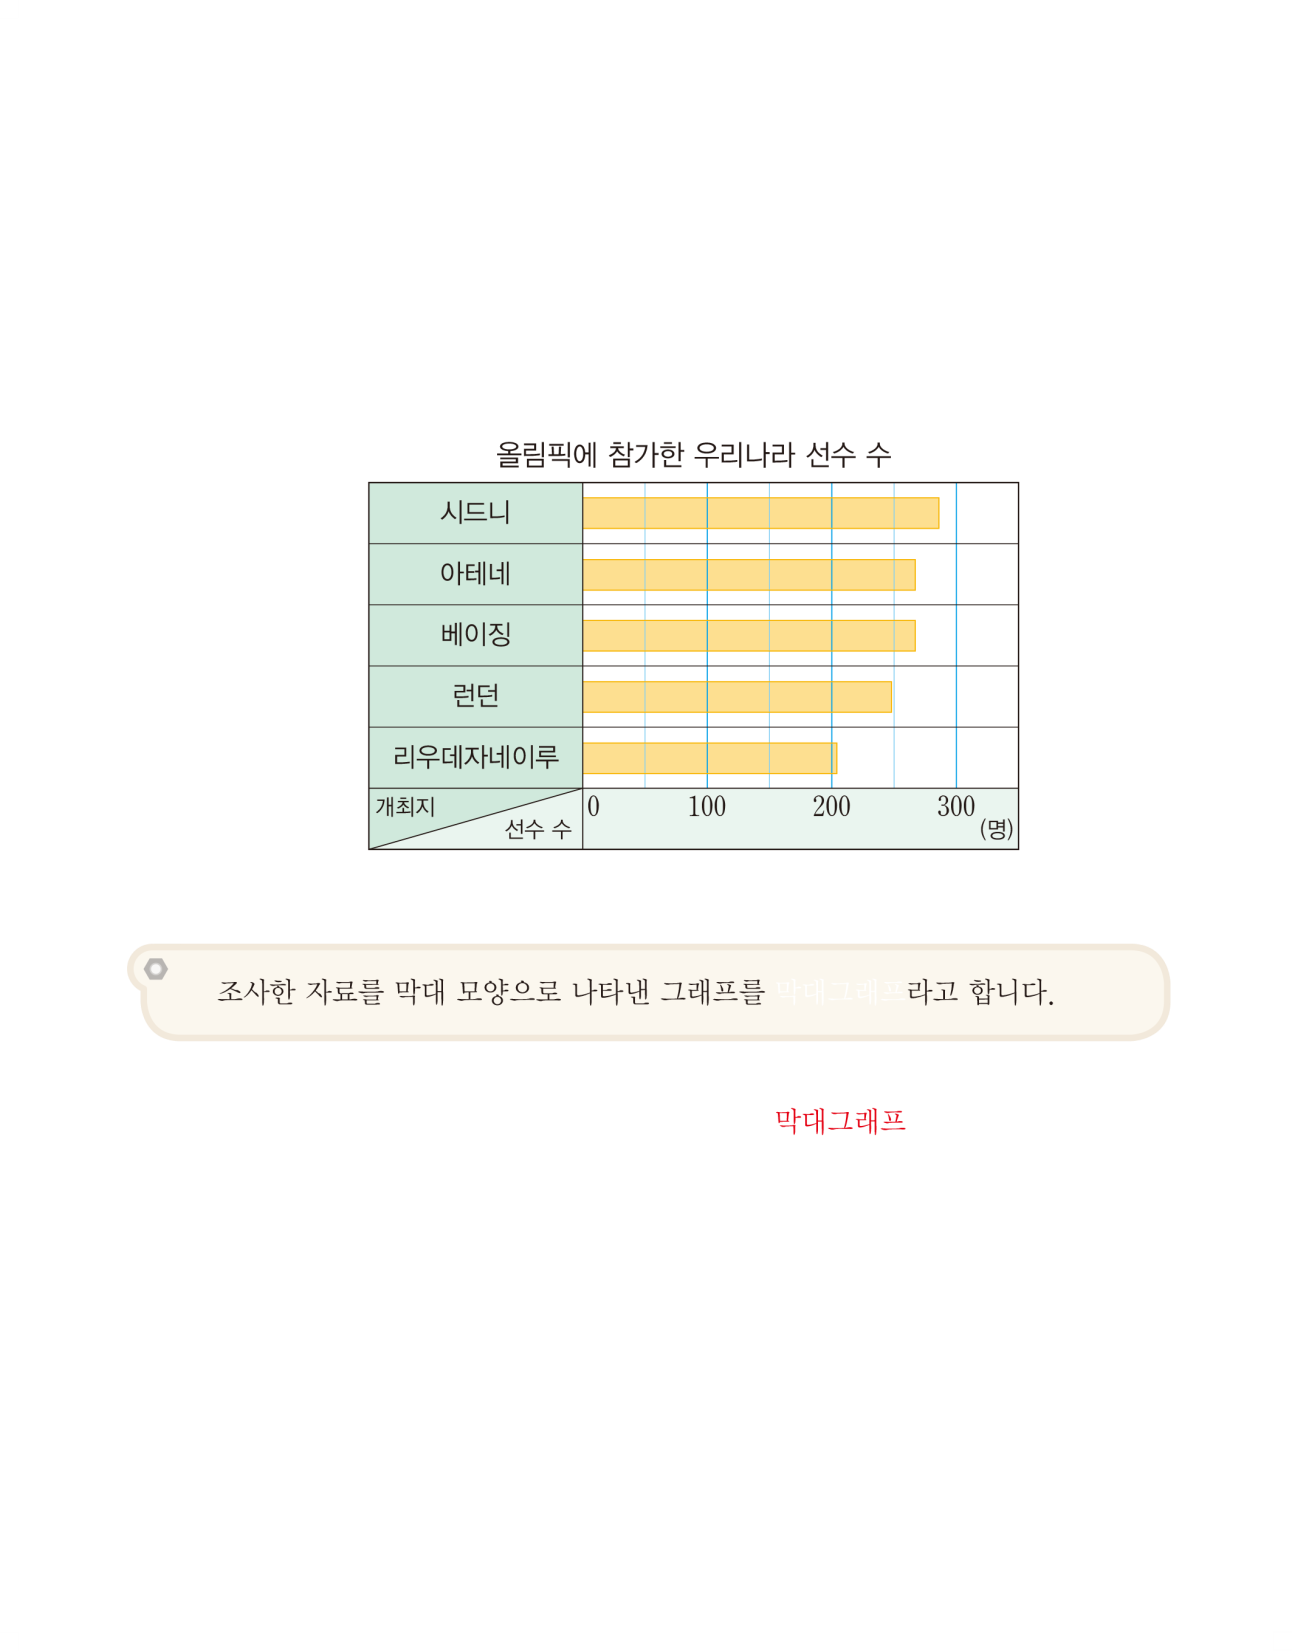 올림픽에 참가한 우리나라 선수 수
시드니
아테네
베이징
런던
리우데자네이루
개최지
선수 수
0 100 200 300
(명)
조사한 자료를 막대 모양으로 나타낸 그래프를 막대그래프라고 합니다.
막대그래프